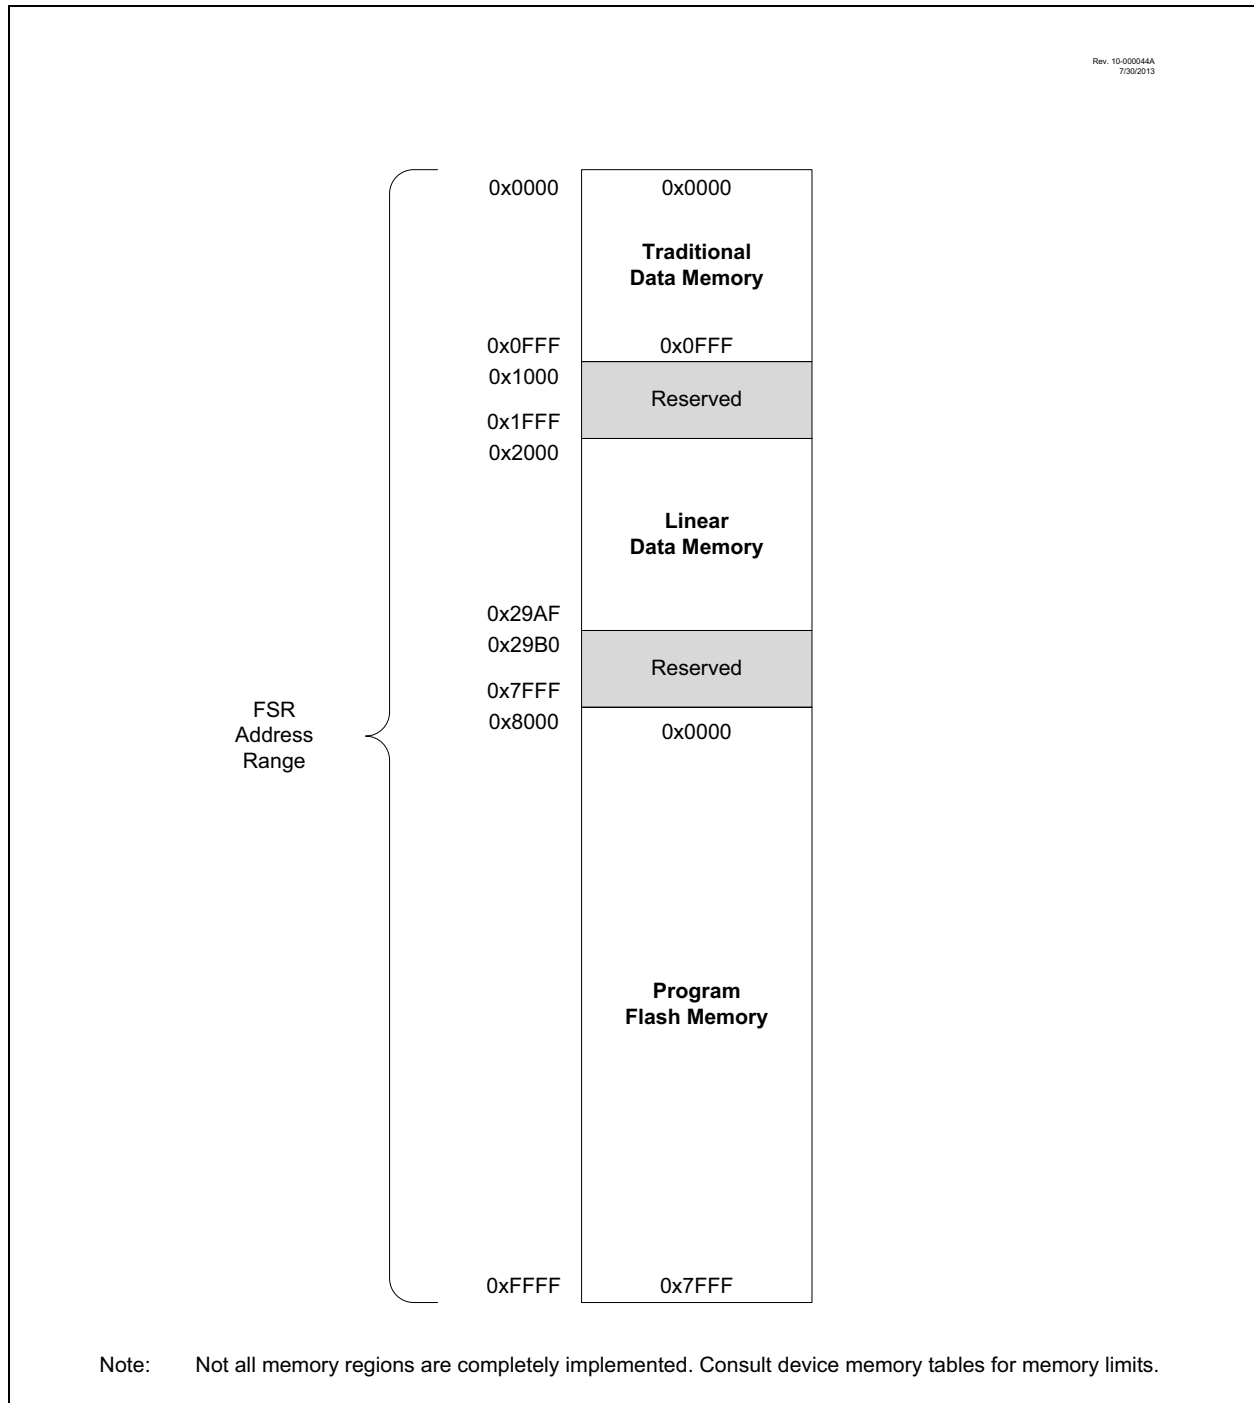 Rev. 10-000044A
7/30/2013
0x0000 0x0000
Traditional
Data Memory
0x0FFF 0x0FFF
0x1000
Reserved
0x1FFF
0x2000
Linear
Data Memory
0x29AF
0x29B0
Reserved
0x7FFF
FSR
Address
Range
0x8000 0x0000
Program
Flash Memory
0xFFFF 0x7FFF
Note: Not all memory regions are completely implemented. Consult device memory tables for memory limits.